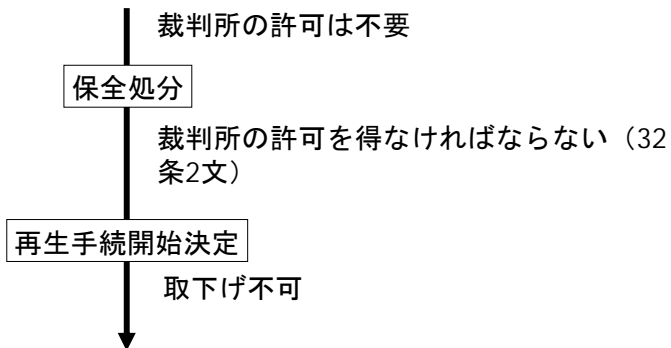 裁判所の許可は不要
保全処分
裁判所の許可を得なければならない（32
条2文）
再生手続開始決定
取下げ不可